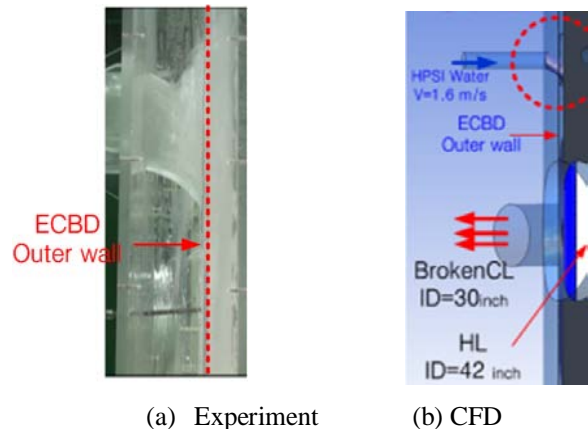 ECBD
Outer wall
HPSI Water
V=1.6 m/s
ECBD
Outer wall
BrokenCL
ID=30inch
HL
ID=42 inch
(a) Experiment
(b) CFD